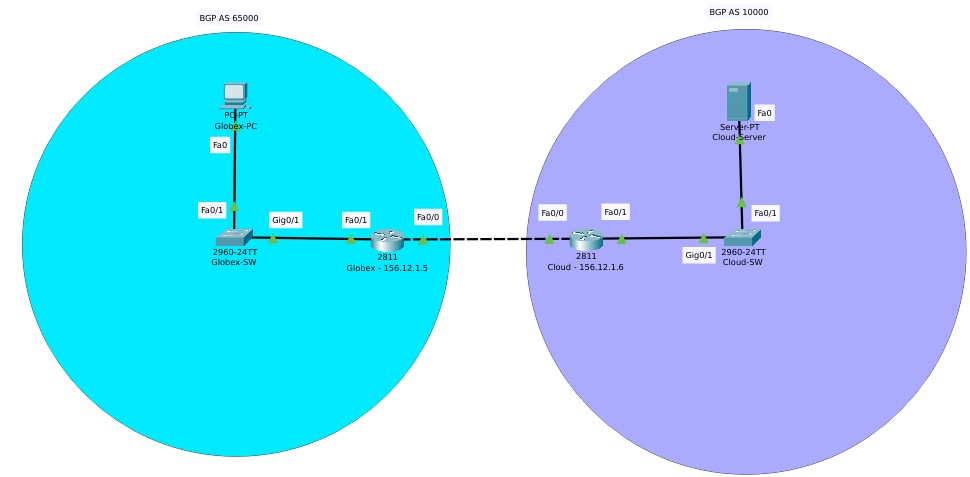 BGP AS 65000
BGP AS 10000
PC-PT
Globex-PC
Fa0
Fa0/1
Gig0/1
Fa0/1
Fa0/0
2960-24TT
Globex-SW
2811
Globex - 156.12.1.5
Fa0
Server-PT
Cloud-Server
Fa0/0
Fa0/1
Fa0/1
Gig0/1
2811
Cloud - 156.12.1.6
2960-24TT
Cloud-SW